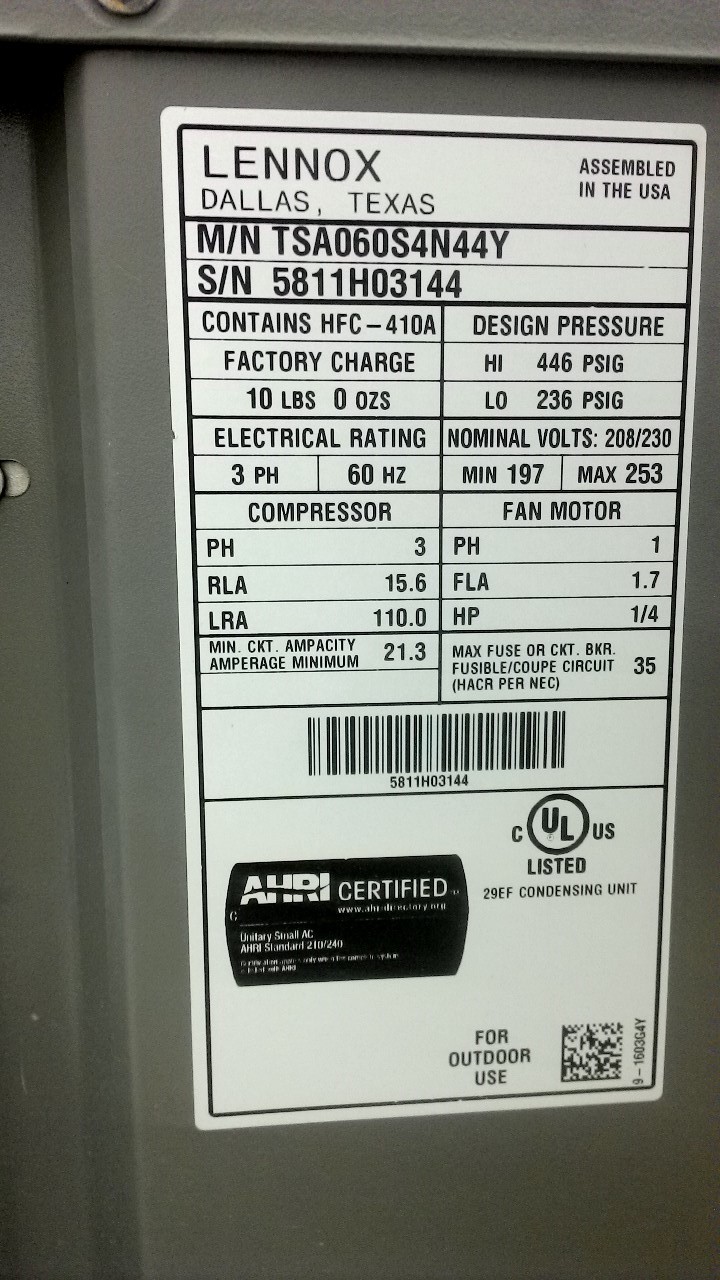 LENNOX
DALLAS, TEXAS
ASSEMBLED
IN THE USA
M/N TSA060S4N44Y
S/N 5811H03144
CONTAINS HFC-410A
DESIGN PRESSURE
FACTORY CHARGE
HI 446 PSIG
10 LBS 0 OZS
LO 236 PSIG
ELECTRICAL RATING
NOMINAL VOLTS: 208/230
3 PH 60 HZ
MIN 197 MAX 253
COMPRESSOR
FAN MOTOR
PH 3
PH 1
RLA 15.6
FLA 1.7
LRA 110.0
HP 1/4
MIN. CKT. AMPACITY
AMPERAGE MINIMUM
21.3
MAX FUSE OR CKT. BKR.
FUSIBLE/COUPE CIRCUIT
(HACR PER NEC)
35
5811H03144
C UL US
LISTED
29EF CONDENSING UNIT
AHRI CERTIFIED
www.ahridirectory.org
Unitary Small AC
AHRI Standard 210/240
FOR
OUTDOOR
USE
9-1603G4Y